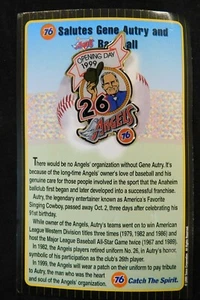 76 Salutes Gene Autry and
Angels Baseball
OPENING DAY
1999
26
ANGELS
76
There would be no Angels' organization without Gene Autry. It's
because of the long-time Angels' owner's love of baseball and his
genuine care for those people involved in the sport that the Anaheim
ballclub first began and later developed into a successful franchise.
Autry, the legendary entertainer known as America's Favorite
Singing Cowboy, passed away Oct. 2, three days after celebrating his
91st birthday.
While owner of the Angels, Autry's teams went on to win American
League Western Division titles three times (1979, 1982 and 1986) and
host the Major League Baseball All-Star Game twice (1967 and 1989).
In 1982, the Angels players retired uniform No. 26, in Autry's honor,
symbolic of his participation as the club's 26th player.
In 1999, the Angels will wear a patch on their uniform to pay tribute
to Autry, the man who was the heart
and soul of the Angels' organization.
76 Catch The Spirit.